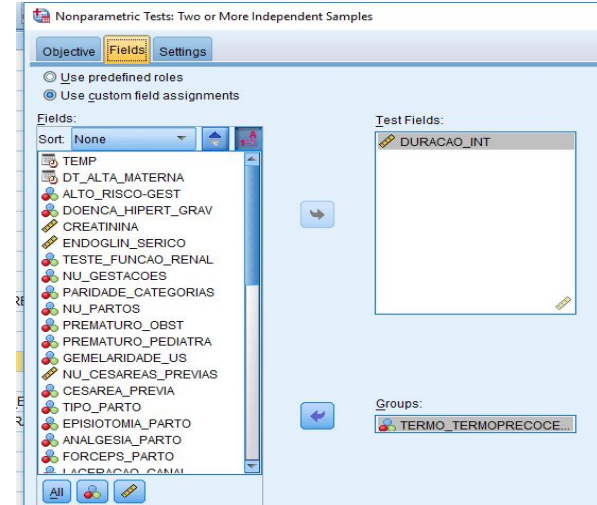 Nonparametric Tests: Two or More Independent Samples
Objective Fields Settings
Use predefined roles
Use custom field assignments
Fields:
Sort: None
TEMP
DT_ALTA_MATERNA
ALTO_RISCO-GEST
DOENCA_HIPERT_GRAV
CREATININA
ENDOGLIN_SERICO
TESTE_FUNCAO_RENAL
NU_GESTACOES
PARIDADE_CATEGORIAS
NU_PARTOS
PREMATURO_OBST
PREMATURO_PEDIATRA
GEMELARIDADE_US
NU_CESAREAS_PREVIAS
CESAREA_PREVIA
TIPO_PARTO
EPISIOTOMIA_PARTO
ANALGESIA_PARTO
FORCEPS_PARTO
LACERACAO_CANAL
All
Test Fields:
DURACAO_INT
Groups:
TERMO_TERMOPRECOCE...